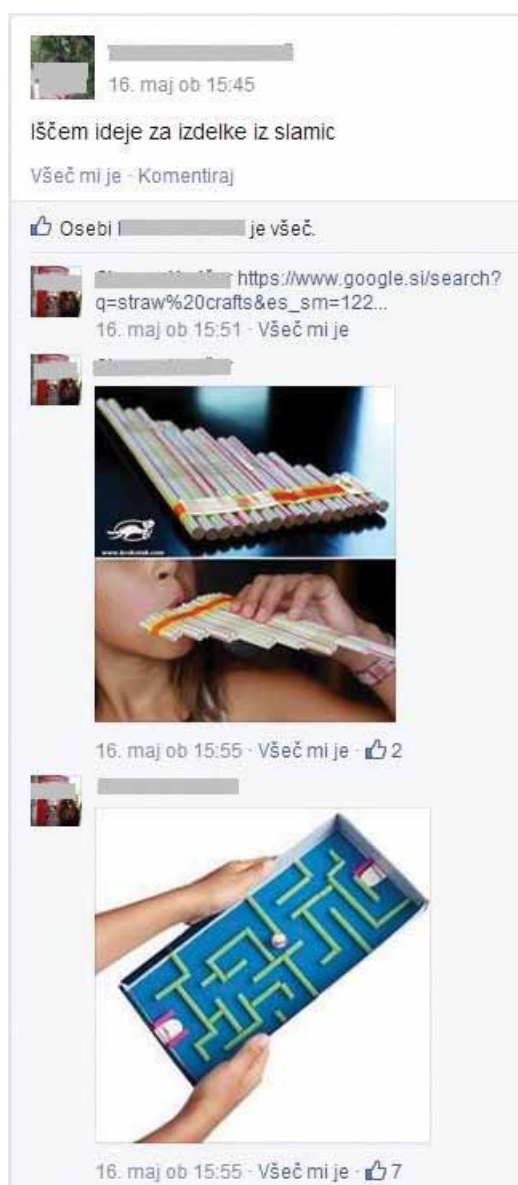 16. maj ob 15:45
Iščem ideje za izdelke iz slamic
Všeč mi je · Komentiraj
Osebi je všeč.
https://www.google.si/search?
q=straw%20crafts&es_sm=122...
16. maj ob 15:51 · Všeč mi je
www.krokotak.com
16. maj ob 15:55 · Všeč mi je · 2
16. maj ob 15:55 · Všeč mi je · 7